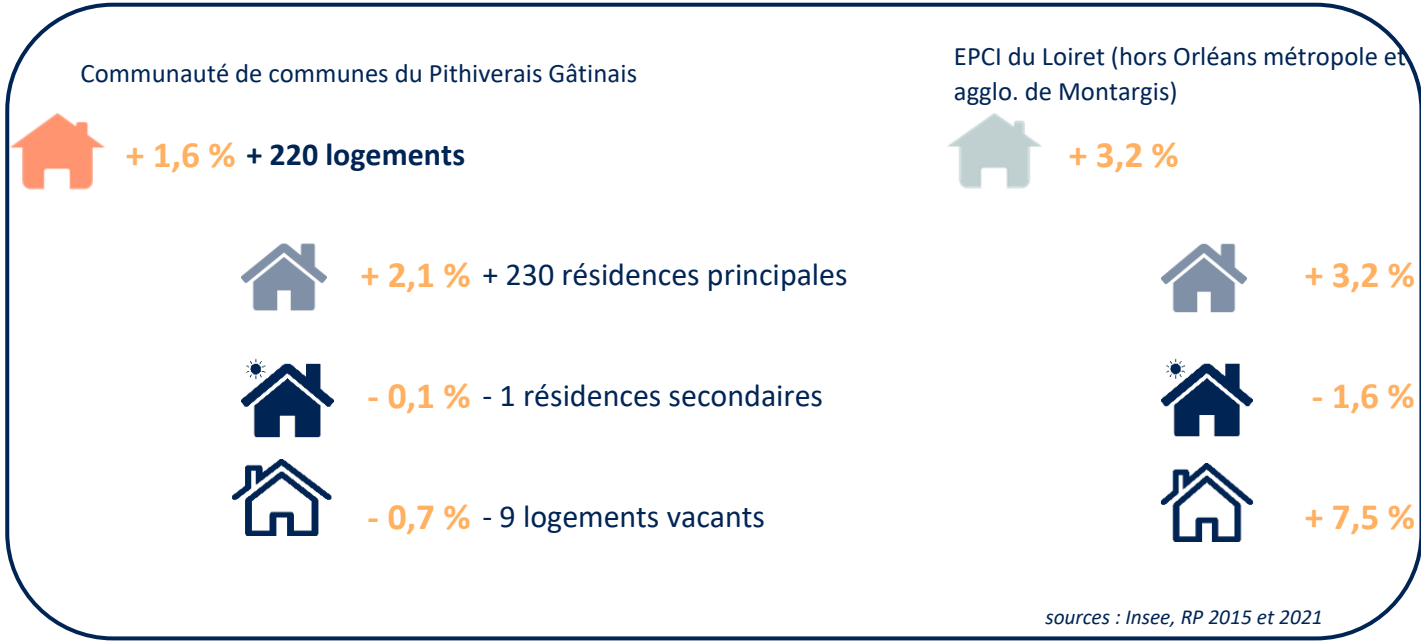 Communauté de communes du Pithiverais Gâtinais
EPCI du Loiret (hors Orléans métropole et
agglo. de Montargis)
+ 1,6 % + 220 logements
+ 3,2 %
+ 2,1 % + 230 résidences principales
+ 3,2 %
- 0,1 % - 1 résidences secondaires
- 1,6 %
- 0,7 % - 9 logements vacants
+ 7,5 %
sources : Insee, RP 2015 et 2021